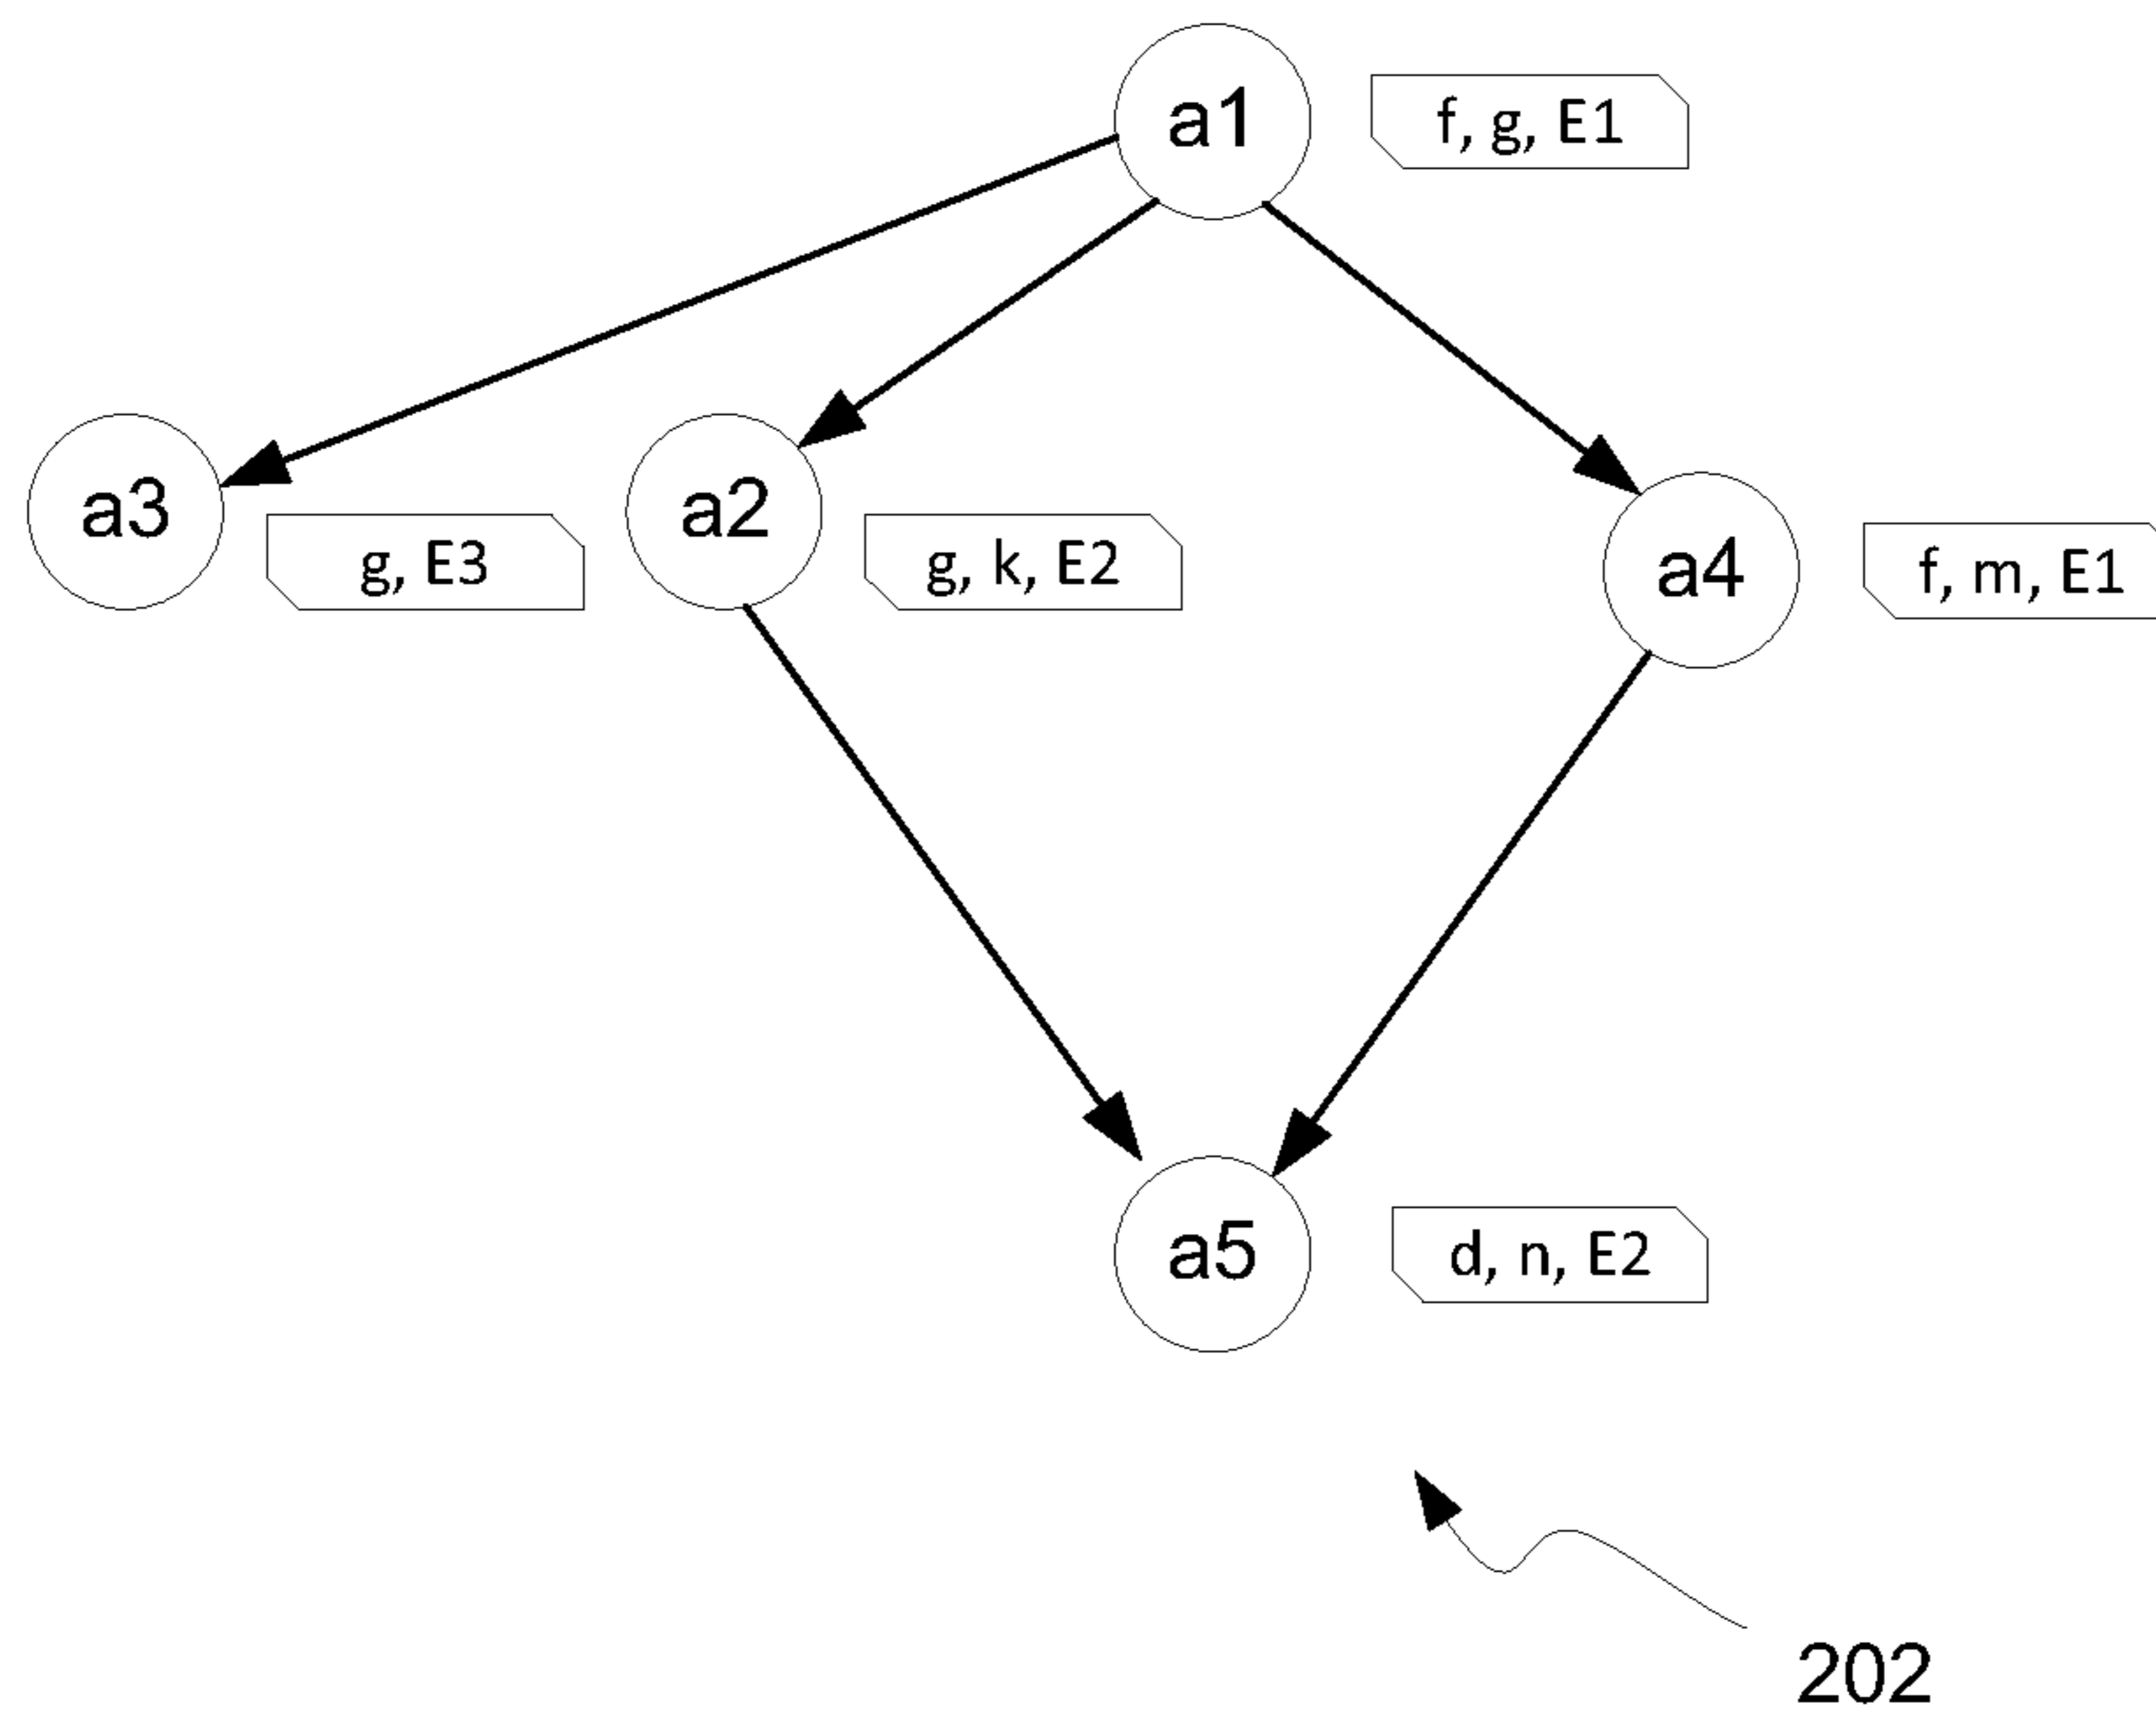 a1
f, g, E1
a3
g, E3
a2
g, k, E2
a4
f, m, E1
a5
d, n, E2
202